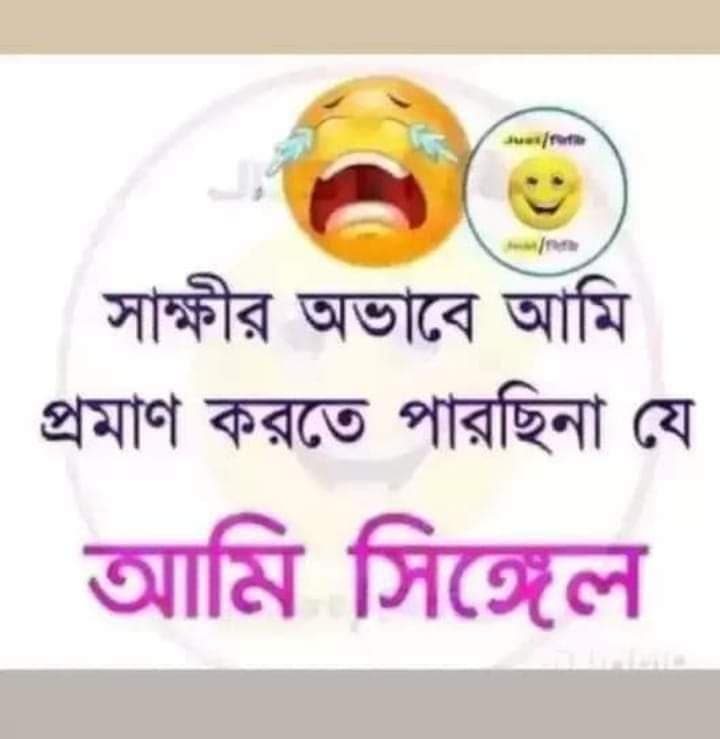 সাক্ষীর অভাবে আমি
প্রমাণ করতে পারছিনা যে
আমি সিঙ্গেল